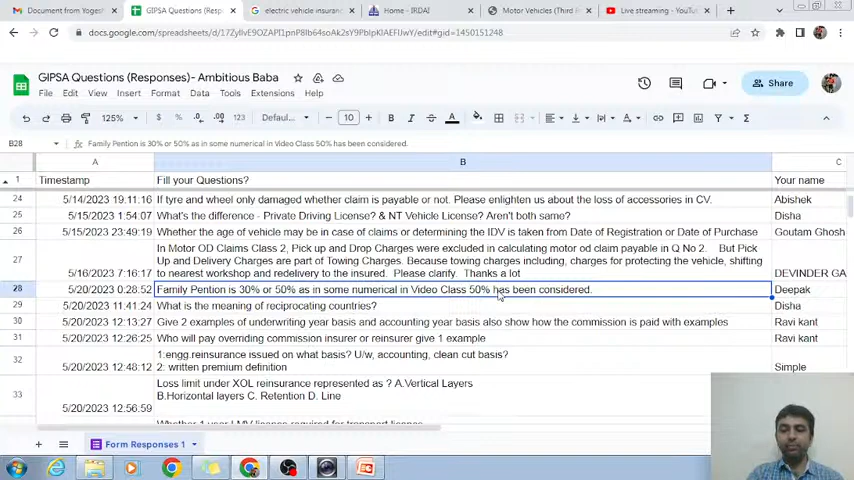 Document from Yoges
GIPSA Questions (Resp
electric vehicle insuran
Home - IRDAI
Motor Vehicles (Third P
Live streaming - YouTu
GIPSA Questions (Responses)- Ambitious Baba
File Edit View Insert Format Data Tools Extensions Help
Share
125% $ % .0 .00 123 Defaul... 10 B I A
B28 Family Pention is 30% or 50% as in some numerical in Video Class 50% has been considered.
A B C
1 Timestamp Fill your Questions? Your name
24 5/14/2023 19.11:16 If tyre and wheel only damaged whether claim is payable or not. Please enlighten us about the loss of accessories in CV. Abishek
25 5/15/2023 1:54:07 What's the difference - Private Driving License? & NT Vehicle License? Aren't both same? Disha
26 5/15/2023 23:49:19 Whether the age of vehicle may be in case of claims or determining the IDV is taken from Date of Registration or Date of Purchase Goutam Ghosh
In Motor OD Claims Class 2, Pick up and Drop Charges were excluded in calculating motor od claim payable in Q No 2. But Pick
27 Up and Delivery Charges are part of Towing Charges. Because towing charges including, charges for protecting the vehicle, shifting
5/16/2023 7:16:17 to nearest workshop and redelivery to the insured. Please clarify. Thanks a lot DEVINDER GA
28 5/20/2023 0:28:52 Family Pention is 30% or 50% as in some numerical in Video Class 50% has been considered. Deepak
29 5/20/2023 11:41:24 What is the meaning of reciprocating countries? Disha
30 5/20/2023 12:13:27 Give 2 examples of underwriting year basis and accounting year basis also show how the commission is paid with examples Ravi kant
31 5/20/2023 12:26:25 Who will pay overriding commission insurer or reinsurer give 1 example Ravi kant
32 1:engg.reinsurance issued on what basis? U/w, accounting, clean cut basis?
5/20/2023 12:48:12 2: written premium definition Simple
Loss limit under XOL reinsurance represented as ? A.Vertical Layers
33 B.Horizontal layers C. Retention D. Line
5/20/2023 12:56:59
Whether 1 year LMV license required for transport license
Form Responses 1